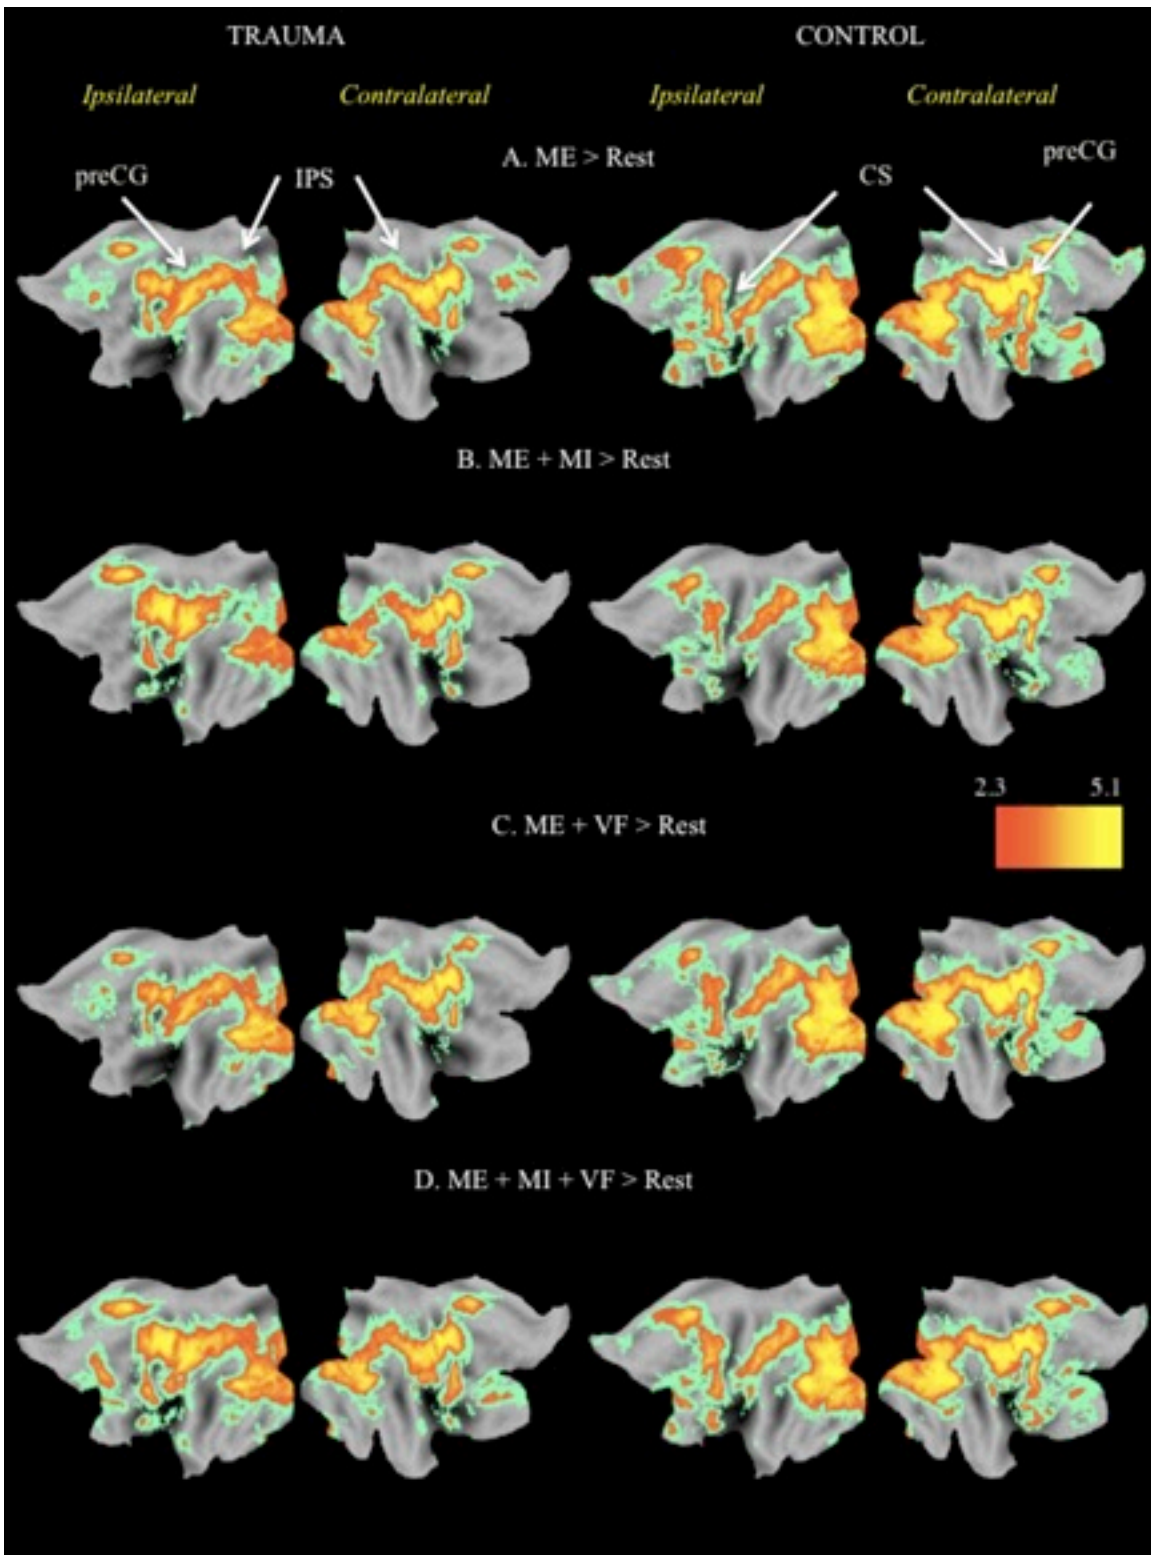 TRAUMA CONTROL
Ipsilateral Contralateral Ipsilateral Contralateral
A. ME > Rest
preCG IPS CS preCG
B. ME + MI > Rest
2.3 5.1
C. ME + VF > Rest
D. ME + MI + VF > Rest